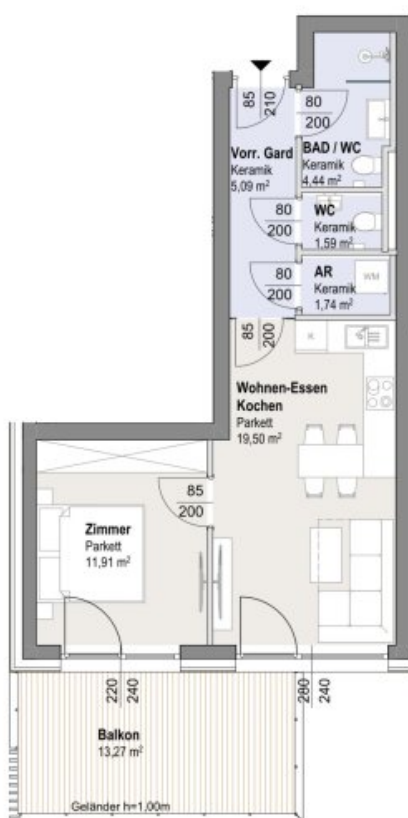 85
210
80
200
BAD / WC
Keramik
4,44 m²
Vorr. Gard
Keramik
5,09 m²
80
200
WC
Keramik
1,59 m²
80
200
AR
Keramik
1,74 m²
WM
85
200
K
Wohnen-Essen
Kochen
Parkett
19,50 m²
85
200
Zimmer
Parkett
11,91 m²
220
240
280
240
Balkon
13,27 m²
Geländer h=1,00m